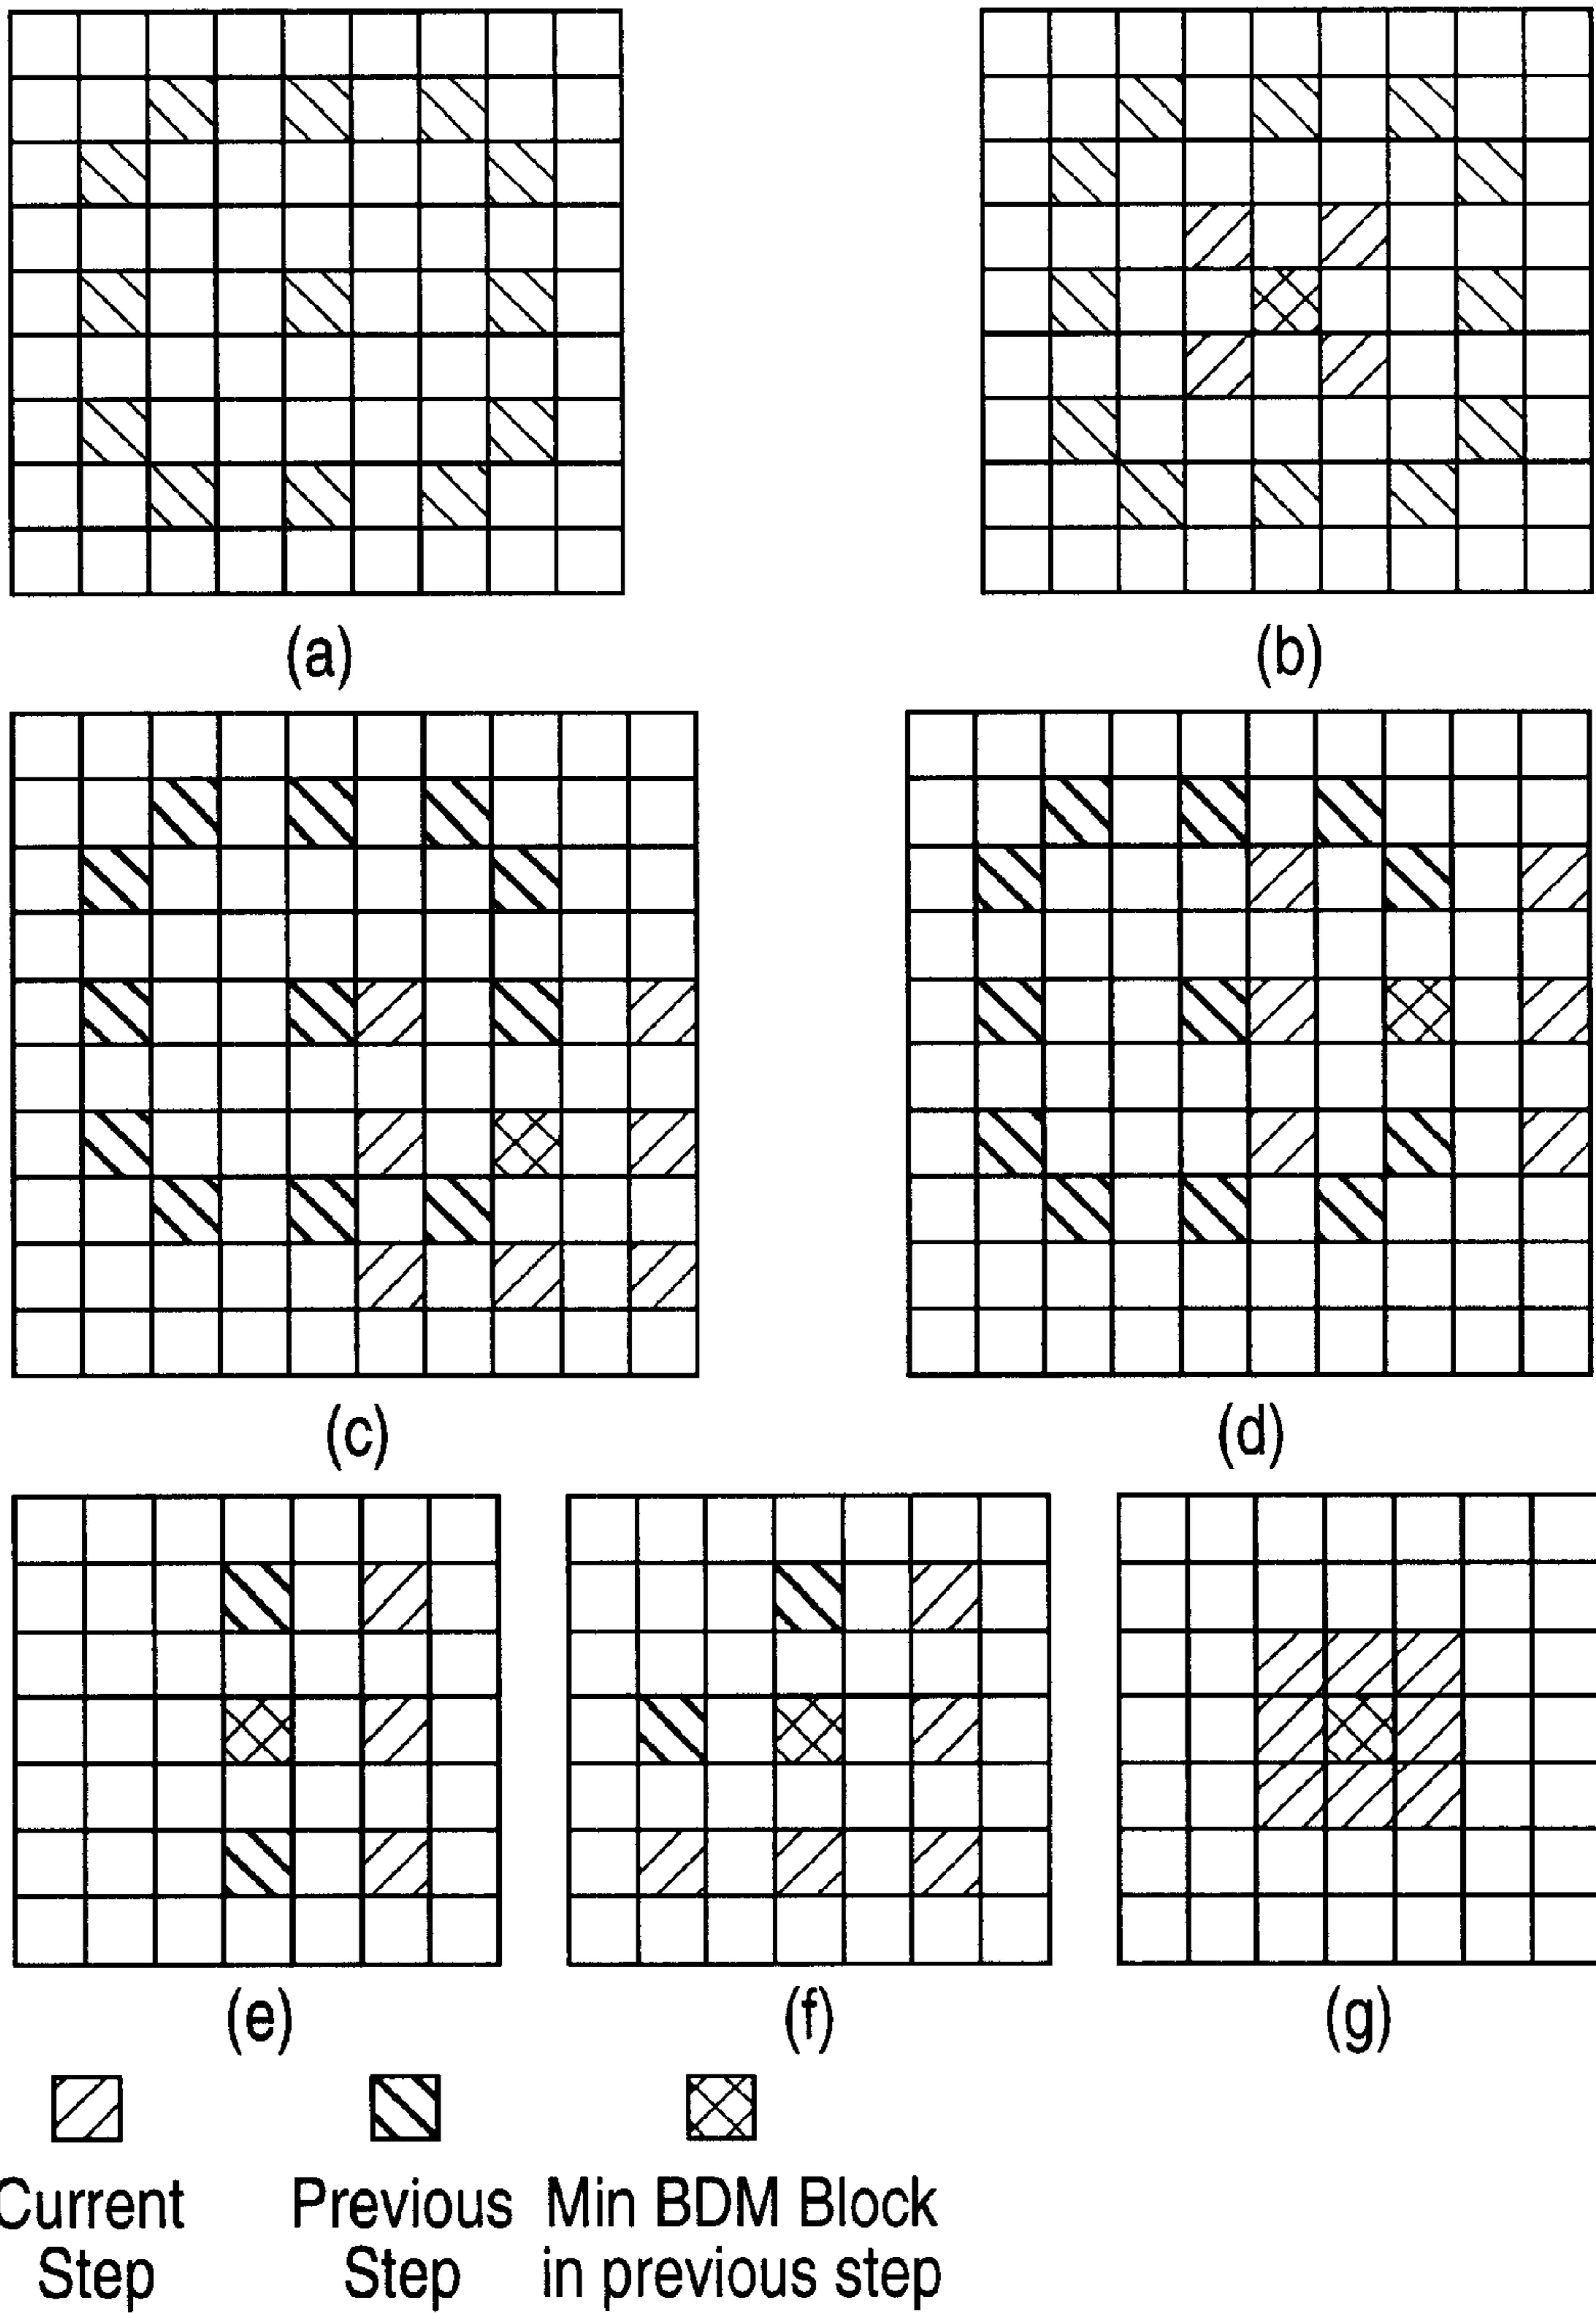 (a)
(b)
(c)
(d)
(e)
(f)
(g)
Current Step
Previous Step
Min BDM Block in previous step